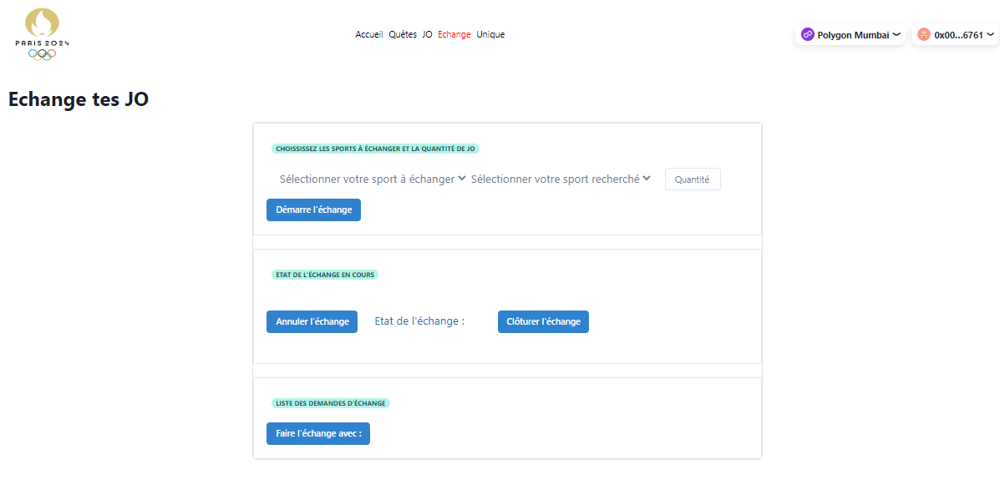 PARIS 2024
Accueil Quêtes JO Echange Unique
Polygon Mumbai
0x00...6761
Echange tes JO
CHOISSISSEZ LES SPORTS À ÉCHANGER ET LA QUANTITÉ DE JO
Sélectionner votre sport à échanger Sélectionner votre sport recherché Quantité
Démarre l'échange
ETAT DE L'ÉCHANGE EN COURS
Annuler l'échange Etat de l'échange : Clôturer l'échange
LISTE DES DEMANDES D'ÉCHANGE
Faire l'échange avec :